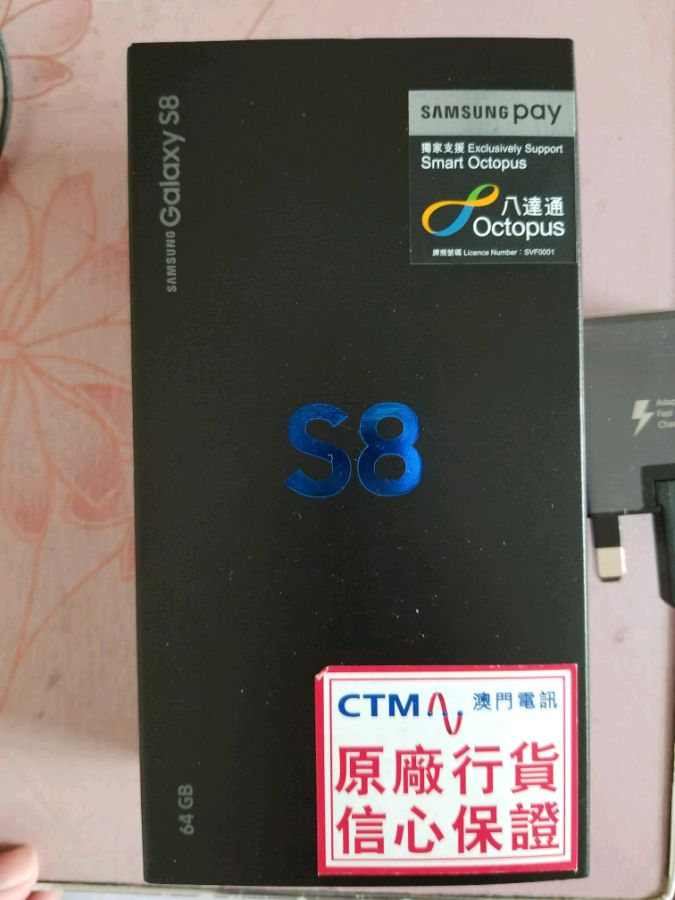 SAMSUNG Galaxy S8
SAMSUNG pay
獨家支援 Exclusively Support
Smart Octopus
八達通
Octopus
牌照號碼 Licence Number : SVF0001
Fast
S8
CTM 澳門電訊
原廠行貨
信心保證
64 GB